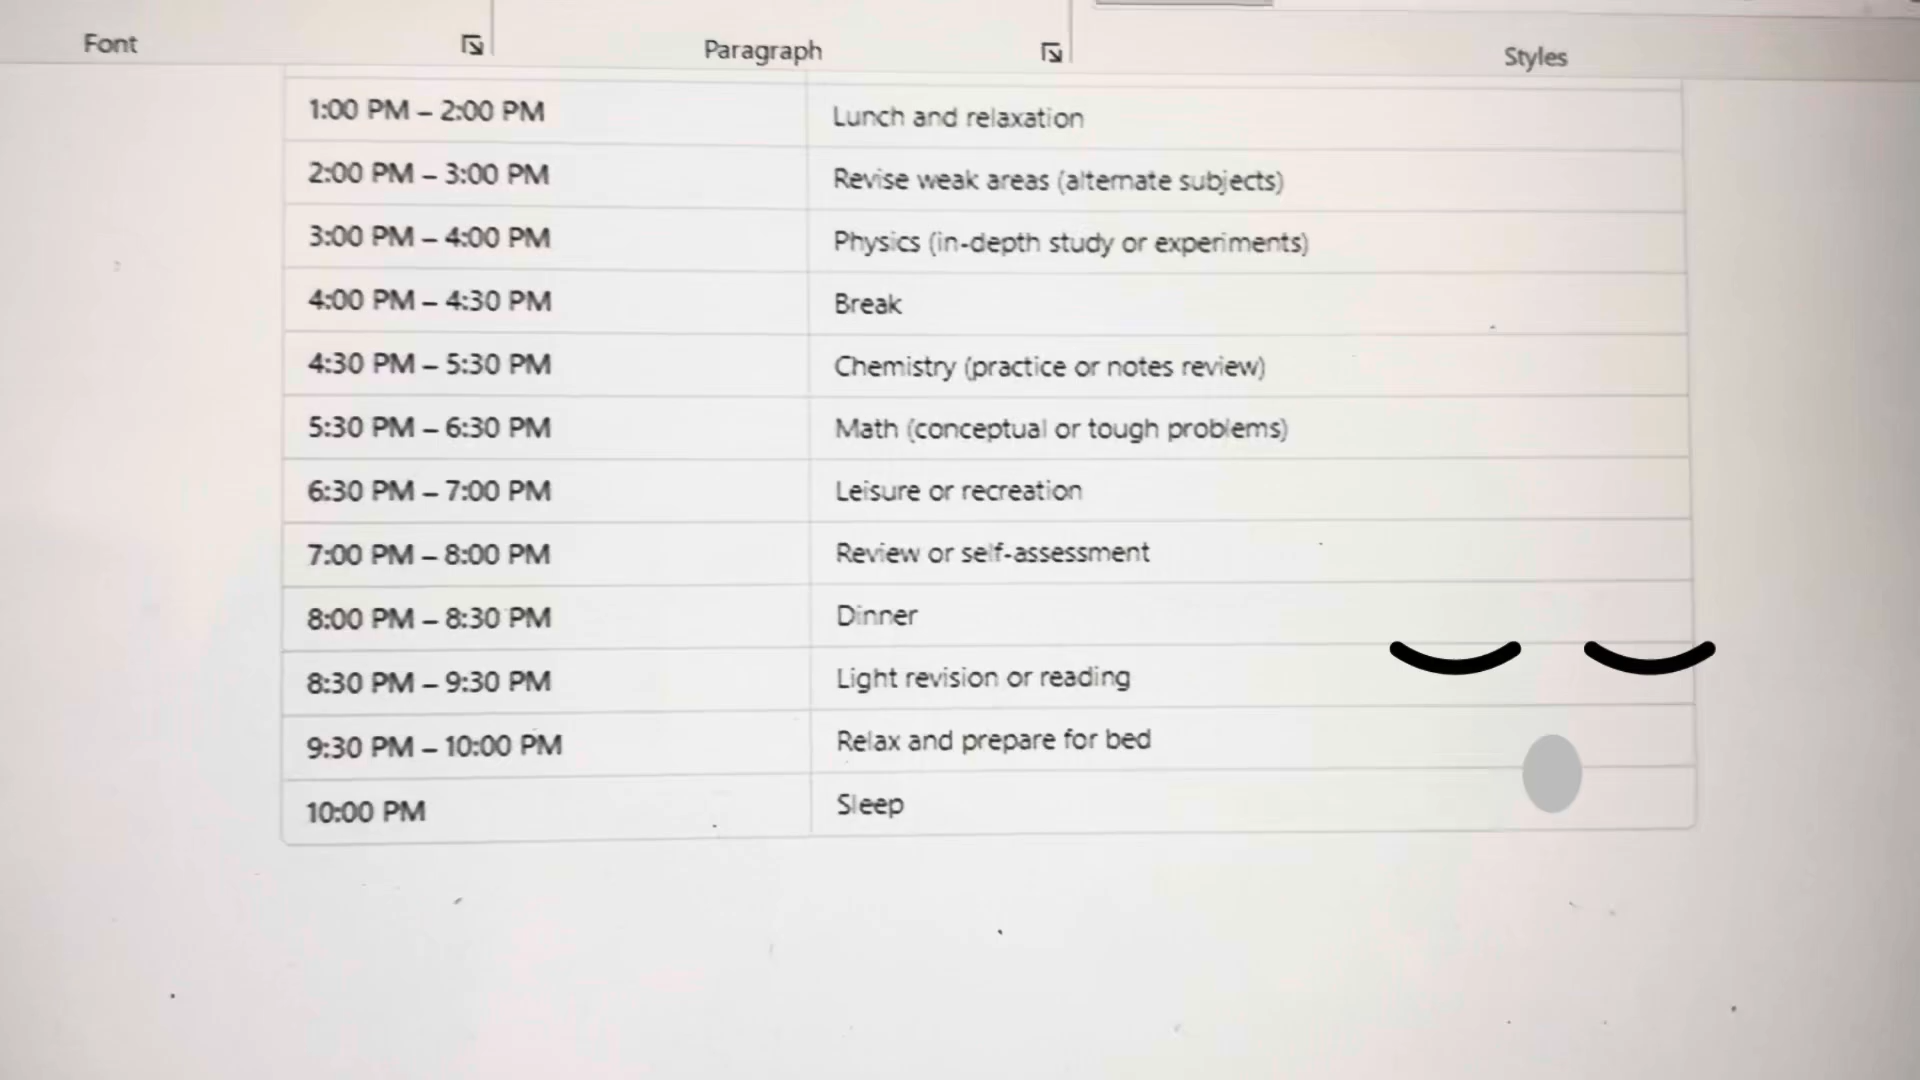 Font Paragraph Styles
1:00 PM – 2:00 PM Lunch and relaxation
2:00 PM – 3:00 PM Revise weak areas (alternate subjects)
3:00 PM – 4:00 PM Physics (in-depth study or experiments)
4:00 PM – 4:30 PM Break
4:30 PM – 5:30 PM Chemistry (practice or notes review)
5:30 PM – 6:30 PM Math (conceptual or tough problems)
6:30 PM – 7:00 PM Leisure or recreation
7:00 PM – 8:00 PM Review or self-assessment
8:00 PM – 8:30 PM Dinner
8:30 PM – 9:30 PM Light revision or reading
9:30 PM – 10:00 PM Relax and prepare for bed
10:00 PM Sleep